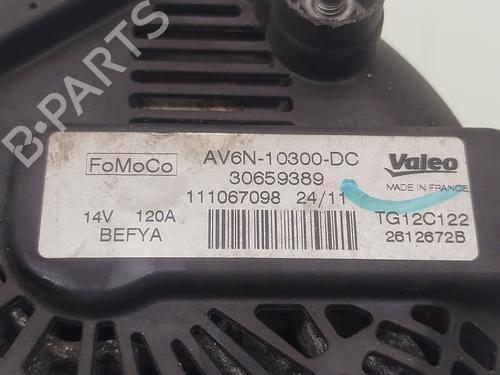 B-PARTS
FoMoCo
AV6N-10300-DC
30659389
111067098 24/11
14V 120A
BEFYA
Valeo
MADE IN FRANCE
TG12C122
2612672B